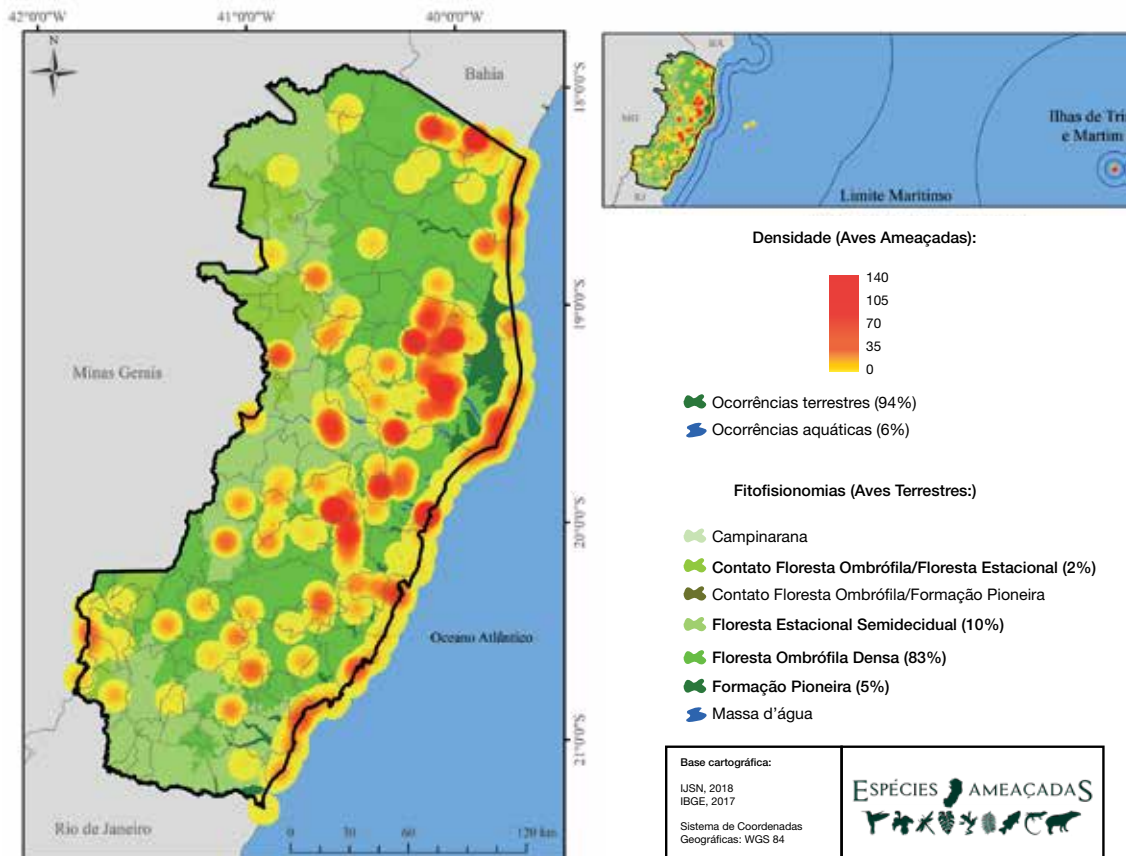 42°0'0"W
41°0'0"W
40°0'0"W
N
Bahia
18°0'0"S
19°0'0"S
Minas Gerais
20°0'0"S
Oceano Atlântico
21°0'0"S
Rio de Janeiro
0 30 60 120 km
BA
MG
RJ
Ilhas de Tri
e Martim
Limite Marítimo
Densidade (Aves Ameaçadas):
140
105
70
35
0
Ocorrências terrestres (94%)
Ocorrências aquáticas (6%)
Fitofisionomias (Aves Terrestres:)
Campinarana
Contato Floresta Ombrófila/Floresta Estacional (2%)
Contato Floresta Ombrófila/Formação Pioneira
Floresta Estacional Semidecidual (10%)
Floresta Ombrófila Densa (83%)
Formação Pioneira (5%)
Massa d'água
Base cartográfica:
IJSN, 2018
IBGE, 2017
Sistema de Coordenadas
Geográficas: WGS 84
ESPÉCIES AMEAÇADAS